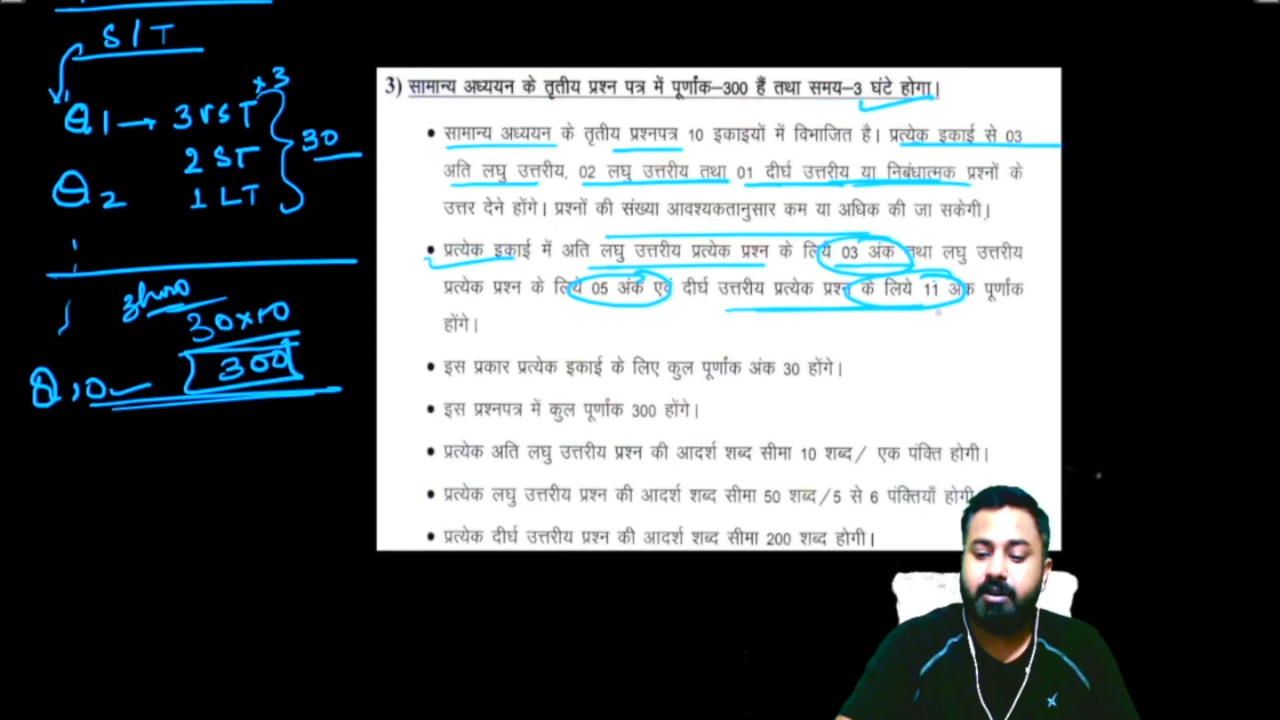 S/T
Q1 → 3 VST ×3
2 ST
30
Q2 1 LT
30×10
300
Q10
3) सामान्य अध्ययन के तृतीय प्रश्न पत्र में पूर्णांक–300 हैं तथा समय–3 घंटे होगा।
• सामान्य अध्ययन के तृतीय प्रश्नपत्र 10 इकाइयों में विभाजित है। प्रत्येक इकाई से 03
अति लघु उत्तरीय, 02 लघु उत्तरीय तथा 01 दीर्घ उत्तरीय या निबंधात्मक प्रश्नों के
उत्तर देने होंगे। प्रश्नों की संख्या आवश्यकतानुसार कम या अधिक की जा सकेगी।
• प्रत्येक इकाई में अति लघु उत्तरीय प्रत्येक प्रश्न के लिये 03 अंक तथा लघु उत्तरीय
प्रत्येक प्रश्न के लिये 05 अंक एवं दीर्घ उत्तरीय प्रत्येक प्रश्न के लिये 11 अंक पूर्णांक
होंगे।
• इस प्रकार प्रत्येक इकाई के लिए कुल पूर्णांक अंक 30 होंगे।
• इस प्रश्नपत्र में कुल पूर्णांक 300 होंगे।
• प्रत्येक अति लघु उत्तरीय प्रश्न की आदर्श शब्द सीमा 10 शब्द/ एक पंक्ति होगी।
• प्रत्येक लघु उत्तरीय प्रश्न की आदर्श शब्द सीमा 50 शब्द/5 से 6 पंक्तियाँ होगी
• प्रत्येक दीर्घ उत्तरीय प्रश्न की आदर्श शब्द सीमा 200 शब्द होगी।